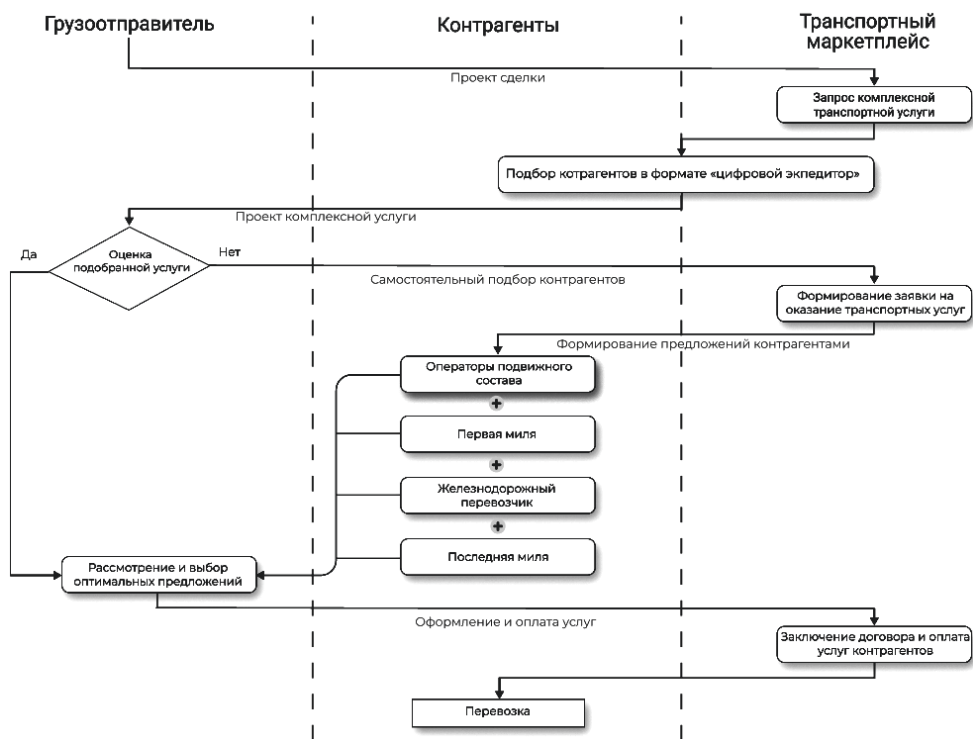 Грузоотправитель
Контрагенты
Транспортный
маркетплейс
Проект сделки
Запрос комплексной
транспортной услуги
Подбор котрагентов в формате «цифровой экпедитор»
Проект комплексной услуги
Да
Оценка
подобранной услуги
Нет
Самостоятельный подбор контрагентов
Формирование заявки на
оказание транспортных услуг
Формирование предложений контрагентами
Операторы подвижного
состава
+
Первая миля
+
Железнодорожный
перевозчик
+
Последняя миля
Рассмотрение и выбор
оптимальных предложений
Оформление и оплата услуг
Заключение договора и оплата
услуг контрагентов
Перевозка